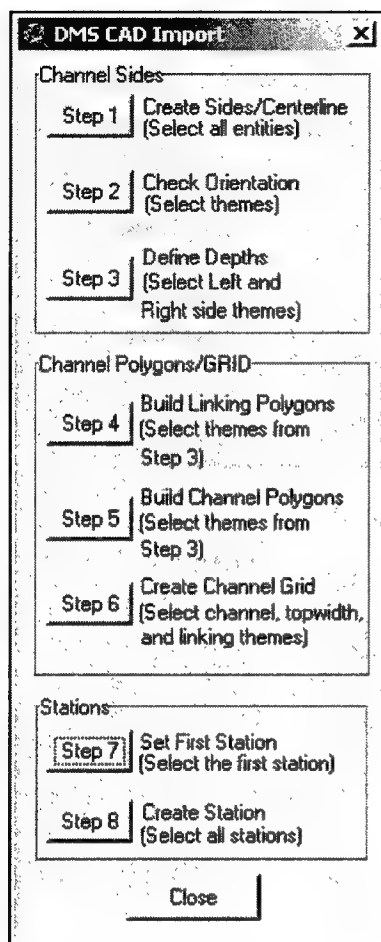 DMS CAD Import
Channel Sides
Step 1
Create Sides/Centerline
(Select all entities)
Step 2
Check Orientation
(Select themes)
Step 3
Define Depths
(Select Left and
Right side themes)
Channel Polygons/GRID
Step 4
Build Linking Polygons
(Select themes from
Step 3)
Step 5
Build Channel Polygons
(Select themes from
Step 3)
Step 6
Create Channel Grid
(Select channel, topwidth,
and linking themes)
Stations
Step 7
Set First Station
(Select the first station)
Step 8
Create Station
(Select all stations)
Close